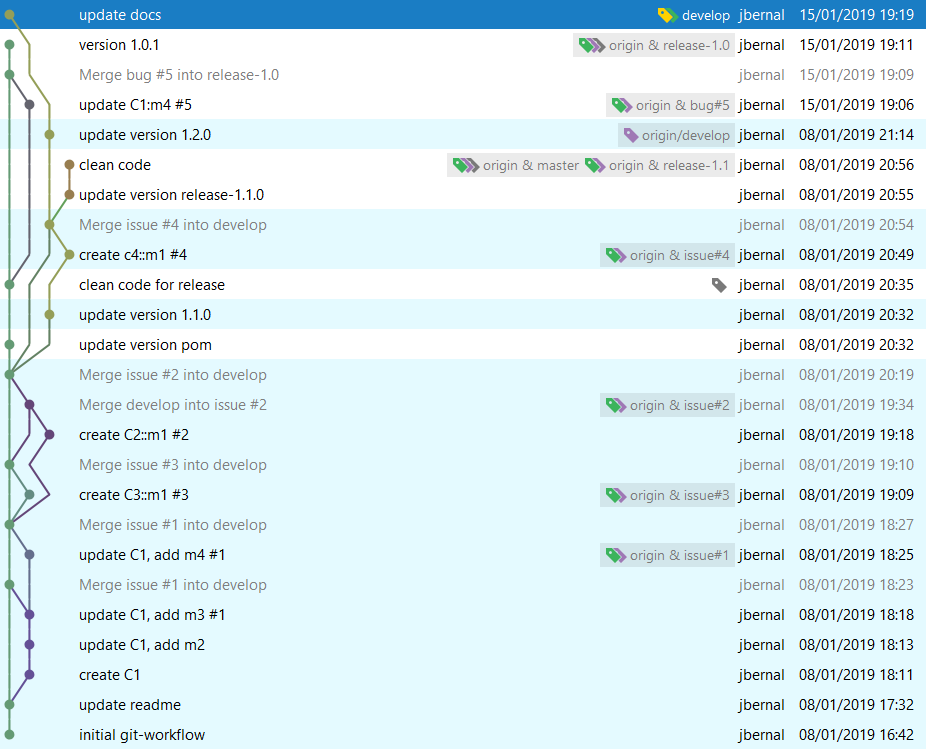 update docs develop jbernal 15/01/2019 19:19
version 1.0.1 origin & release-1.0 jbernal 15/01/2019 19:11
Merge bug #5 into release-1.0 jbernal 15/01/2019 19:09
update C1:m4 #5 origin & bug#5 jbernal 15/01/2019 19:06
update version 1.2.0 origin/develop jbernal 08/01/2019 21:14
clean code origin & master origin & release-1.1 jbernal 08/01/2019 20:56
update version release-1.1.0 jbernal 08/01/2019 20:55
Merge issue #4 into develop jbernal 08/01/2019 20:54
create c4::m1 #4 origin & issue#4 jbernal 08/01/2019 20:49
clean code for release jbernal 08/01/2019 20:35
update version 1.1.0 jbernal 08/01/2019 20:32
update version pom jbernal 08/01/2019 20:32
Merge issue #2 into develop jbernal 08/01/2019 20:19
Merge develop into issue #2 origin & issue#2 jbernal 08/01/2019 19:34
create C2::m1 #2 jbernal 08/01/2019 19:18
Merge issue #3 into develop jbernal 08/01/2019 19:10
create C3::m1 #3 origin & issue#3 jbernal 08/01/2019 19:09
Merge issue #1 into develop jbernal 08/01/2019 18:27
update C1, add m4 #1 origin & issue#1 jbernal 08/01/2019 18:25
Merge issue #1 into develop jbernal 08/01/2019 18:23
update C1, add m3 #1 jbernal 08/01/2019 18:18
update C1, add m2 jbernal 08/01/2019 18:13
create C1 jbernal 08/01/2019 18:11
update readme jbernal 08/01/2019 17:32
initial git-workflow jbernal 08/01/2019 16:42